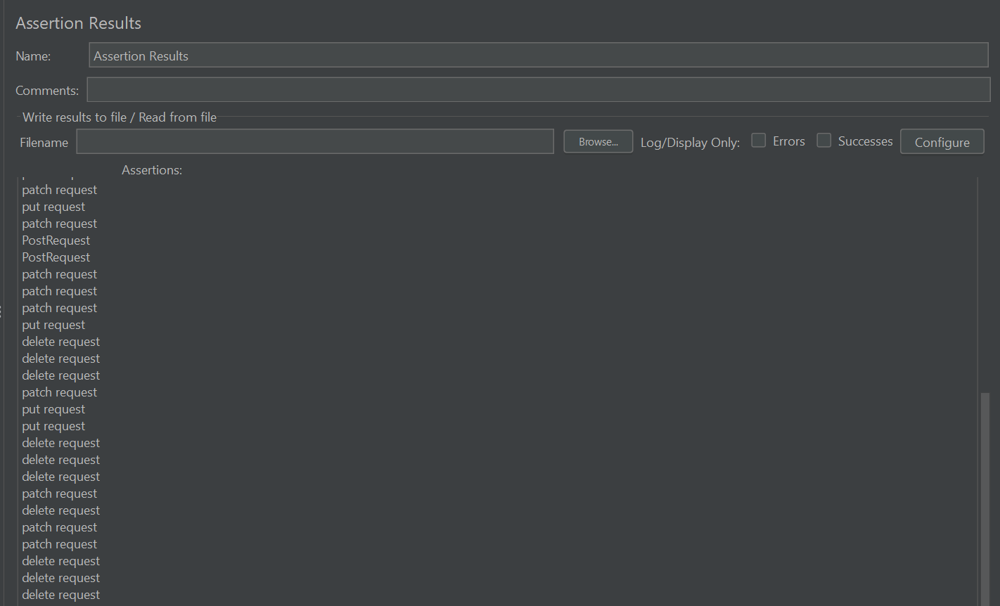 Assertion Results
Name: Assertion Results
Comments:
Write results to file / Read from file
Filename Browse... Log/Display Only: Errors Successes Configure
Assertions:
patch request
put request
patch request
PostRequest
PostRequest
patch request
patch request
patch request
put request
delete request
delete request
delete request
patch request
put request
put request
delete request
delete request
delete request
patch request
delete request
patch request
patch request
delete request
delete request
delete request